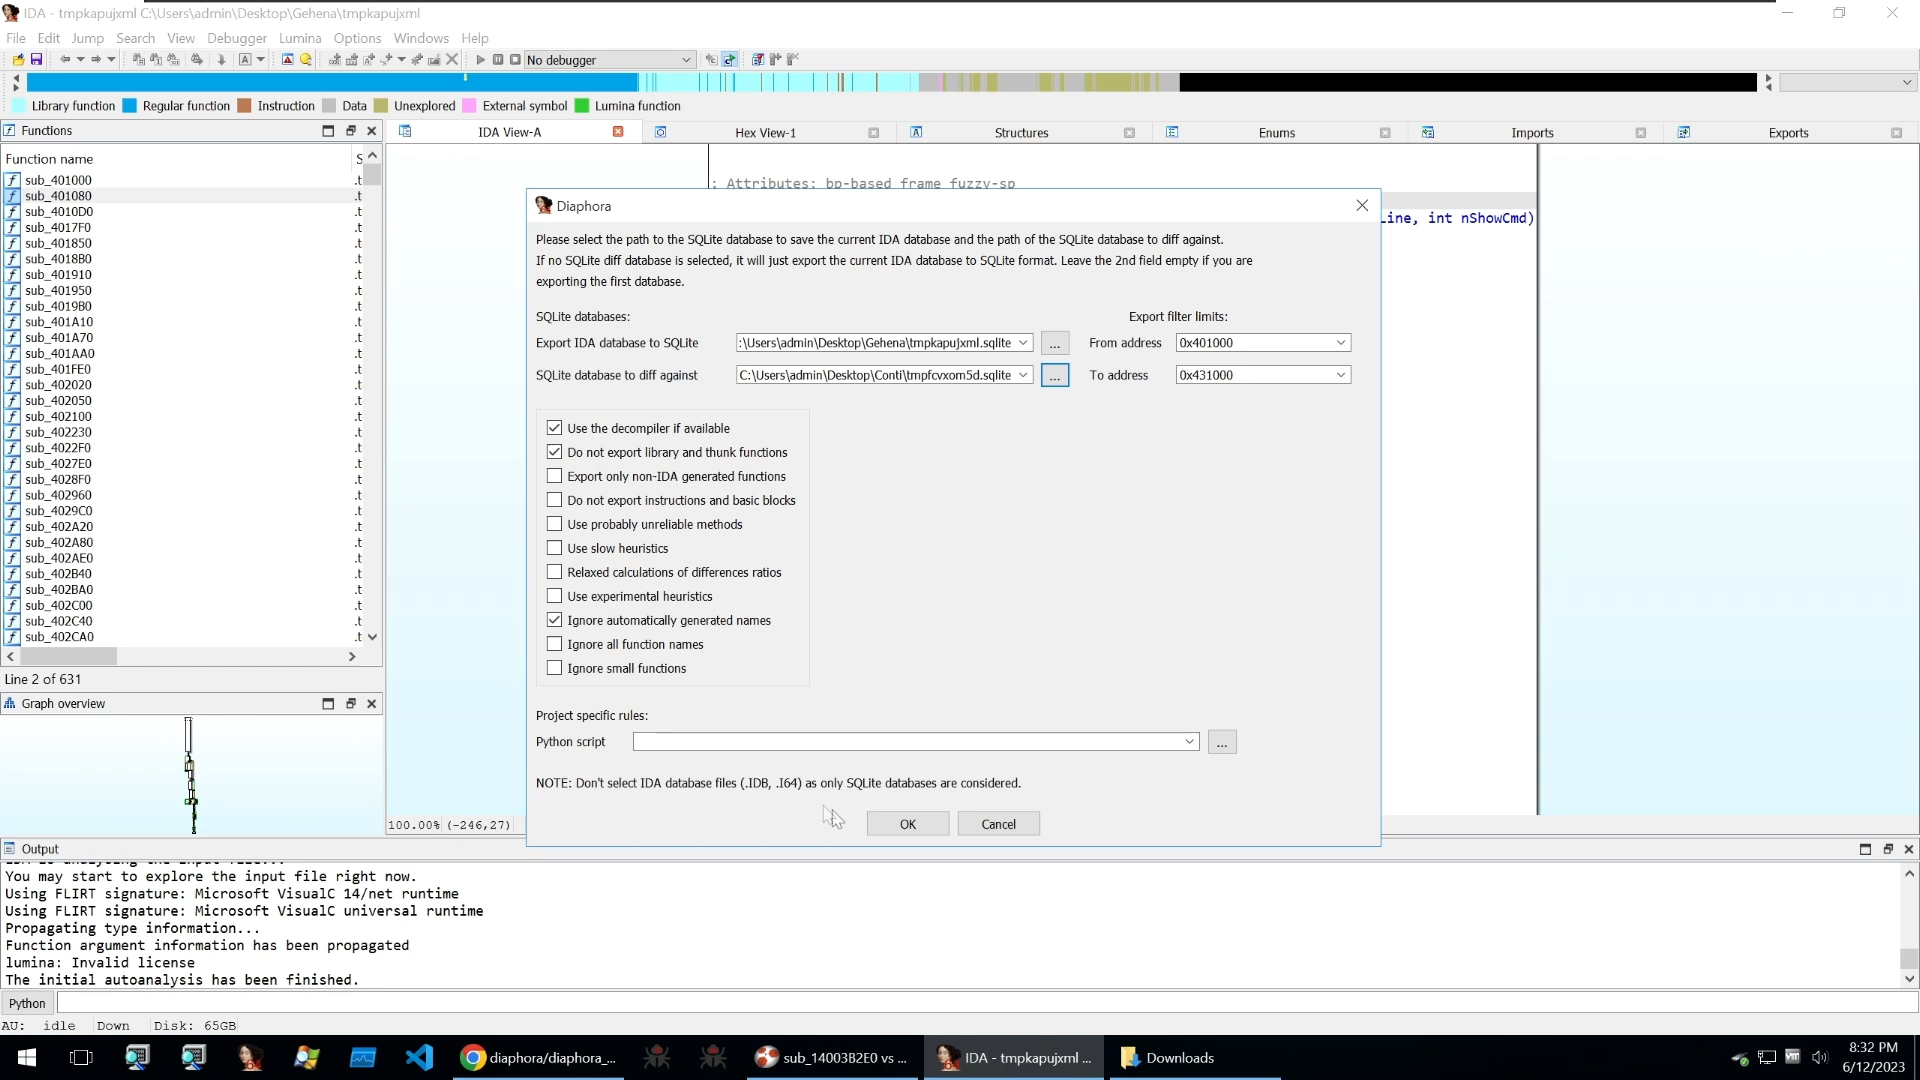 IDA - tmpkapujxml C:\Users\admin\Desktop\Gehena\tmpkapujxml
File Edit Jump Search View Debugger Lumina Options Windows Help
No debugger
Library function Regular function Instruction Data Unexplored External symbol Lumina function
Functions
IDA View-A Hex View-1 Structures Enums Imports Exports
Function name S
sub_401000 .t
sub_401080 .t
sub_4010D0 .t
sub_4017F0 .t
sub_401850 .t
sub_4018B0 .t
sub_401910 .t
sub_401950 .t
sub_4019B0 .t
sub_401A10 .t
sub_401A70 .t
sub_401AA0 .t
sub_401FE0 .t
sub_402020 .t
sub_402050 .t
sub_402100 .t
sub_402230 .t
sub_4022F0 .t
sub_4027E0 .t
sub_4028F0 .t
sub_402960 .t
sub_4029C0 .t
sub_402A20 .t
sub_402A80 .t
sub_402AE0 .t
sub_402B40 .t
sub_402BA0 .t
sub_402C00 .t
sub_402C40 .t
sub_402CA0 .t
Line 2 of 631
Graph overview
; Attributes: bp-based frame fuzzy-sp
Line, int nShowCmd)
Diaphora
Please select the path to the SQLite database to save the current IDA database and the path of the SQLite database to diff against.
If no SQLite diff database is selected, it will just export the current IDA database to SQLite format. Leave the 2nd field empty if you are
exporting the first database.
SQLite databases: Export filter limits:
Export IDA database to SQLite :\Users\admin\Desktop\Gehena\tmpkapujxml.sqlite ... From address 0x401000
SQLite database to diff against C:\Users\admin\Desktop\Conti\tmpfcvxom5d.sqlite ... To address 0x431000
Use the decompiler if available
Do not export library and thunk functions
Export only non-IDA generated functions
Do not export instructions and basic blocks
Use probably unreliable methods
Use slow heuristics
Relaxed calculations of differences ratios
Use experimental heuristics
Ignore automatically generated names
Ignore all function names
Ignore small functions
Project specific rules:
Python script ...
NOTE: Don't select IDA database files (.IDB, .I64) as only SQLite databases are considered.
OK Cancel
100.00% (-246,27)
Output
You may start to explore the input file right now.
Using FLIRT signature: Microsoft VisualC 14/net runtime
Using FLIRT signature: Microsoft VisualC universal runtime
Propagating type information...
Function argument information has been propagated
lumina: Invalid license
The initial autoanalysis has been finished.
Python
AU: idle Down Disk: 65GB
diaphora/diaphora_... sub_14003B2E0 vs ... IDA - tmpkapujxml ... Downloads
8:32 PM
6/12/2023